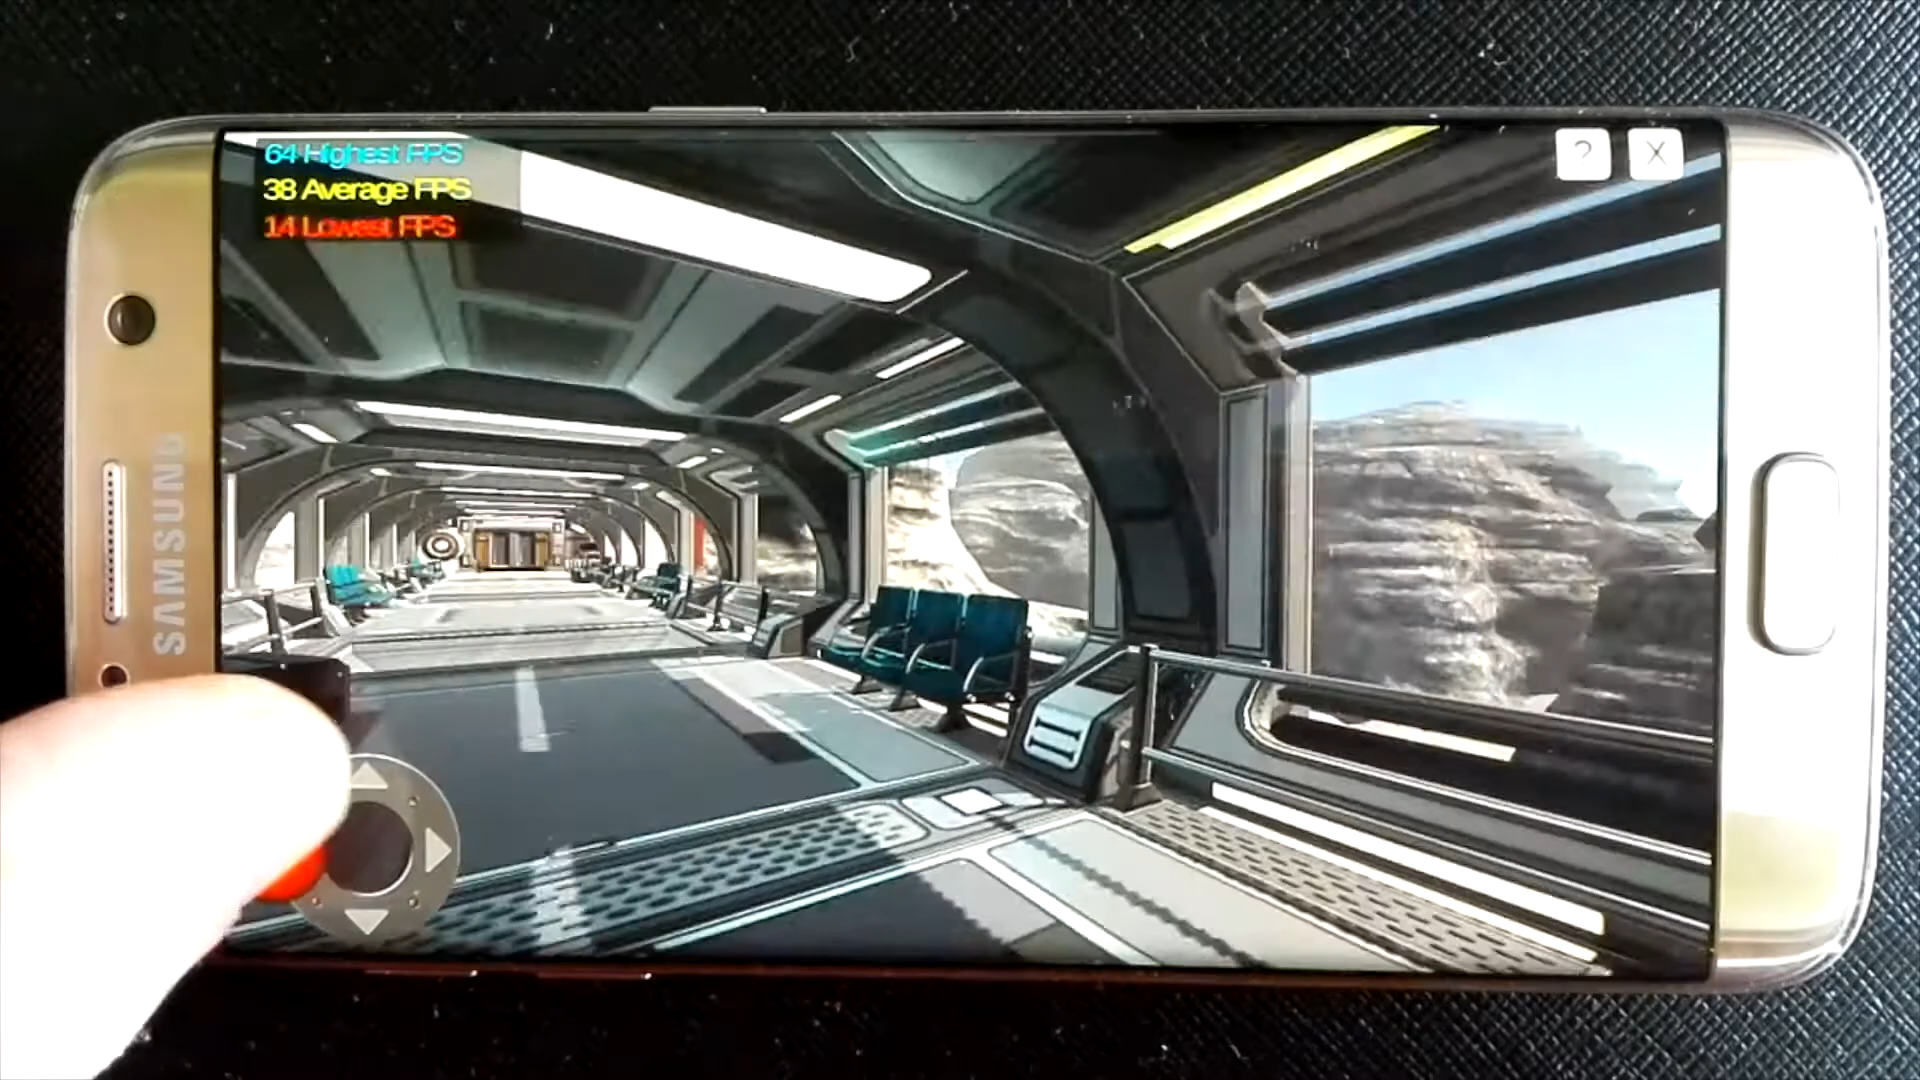 64 Highest FPS
38 Average FPS
14 Lowest FPS
?
X
SAMSUNG